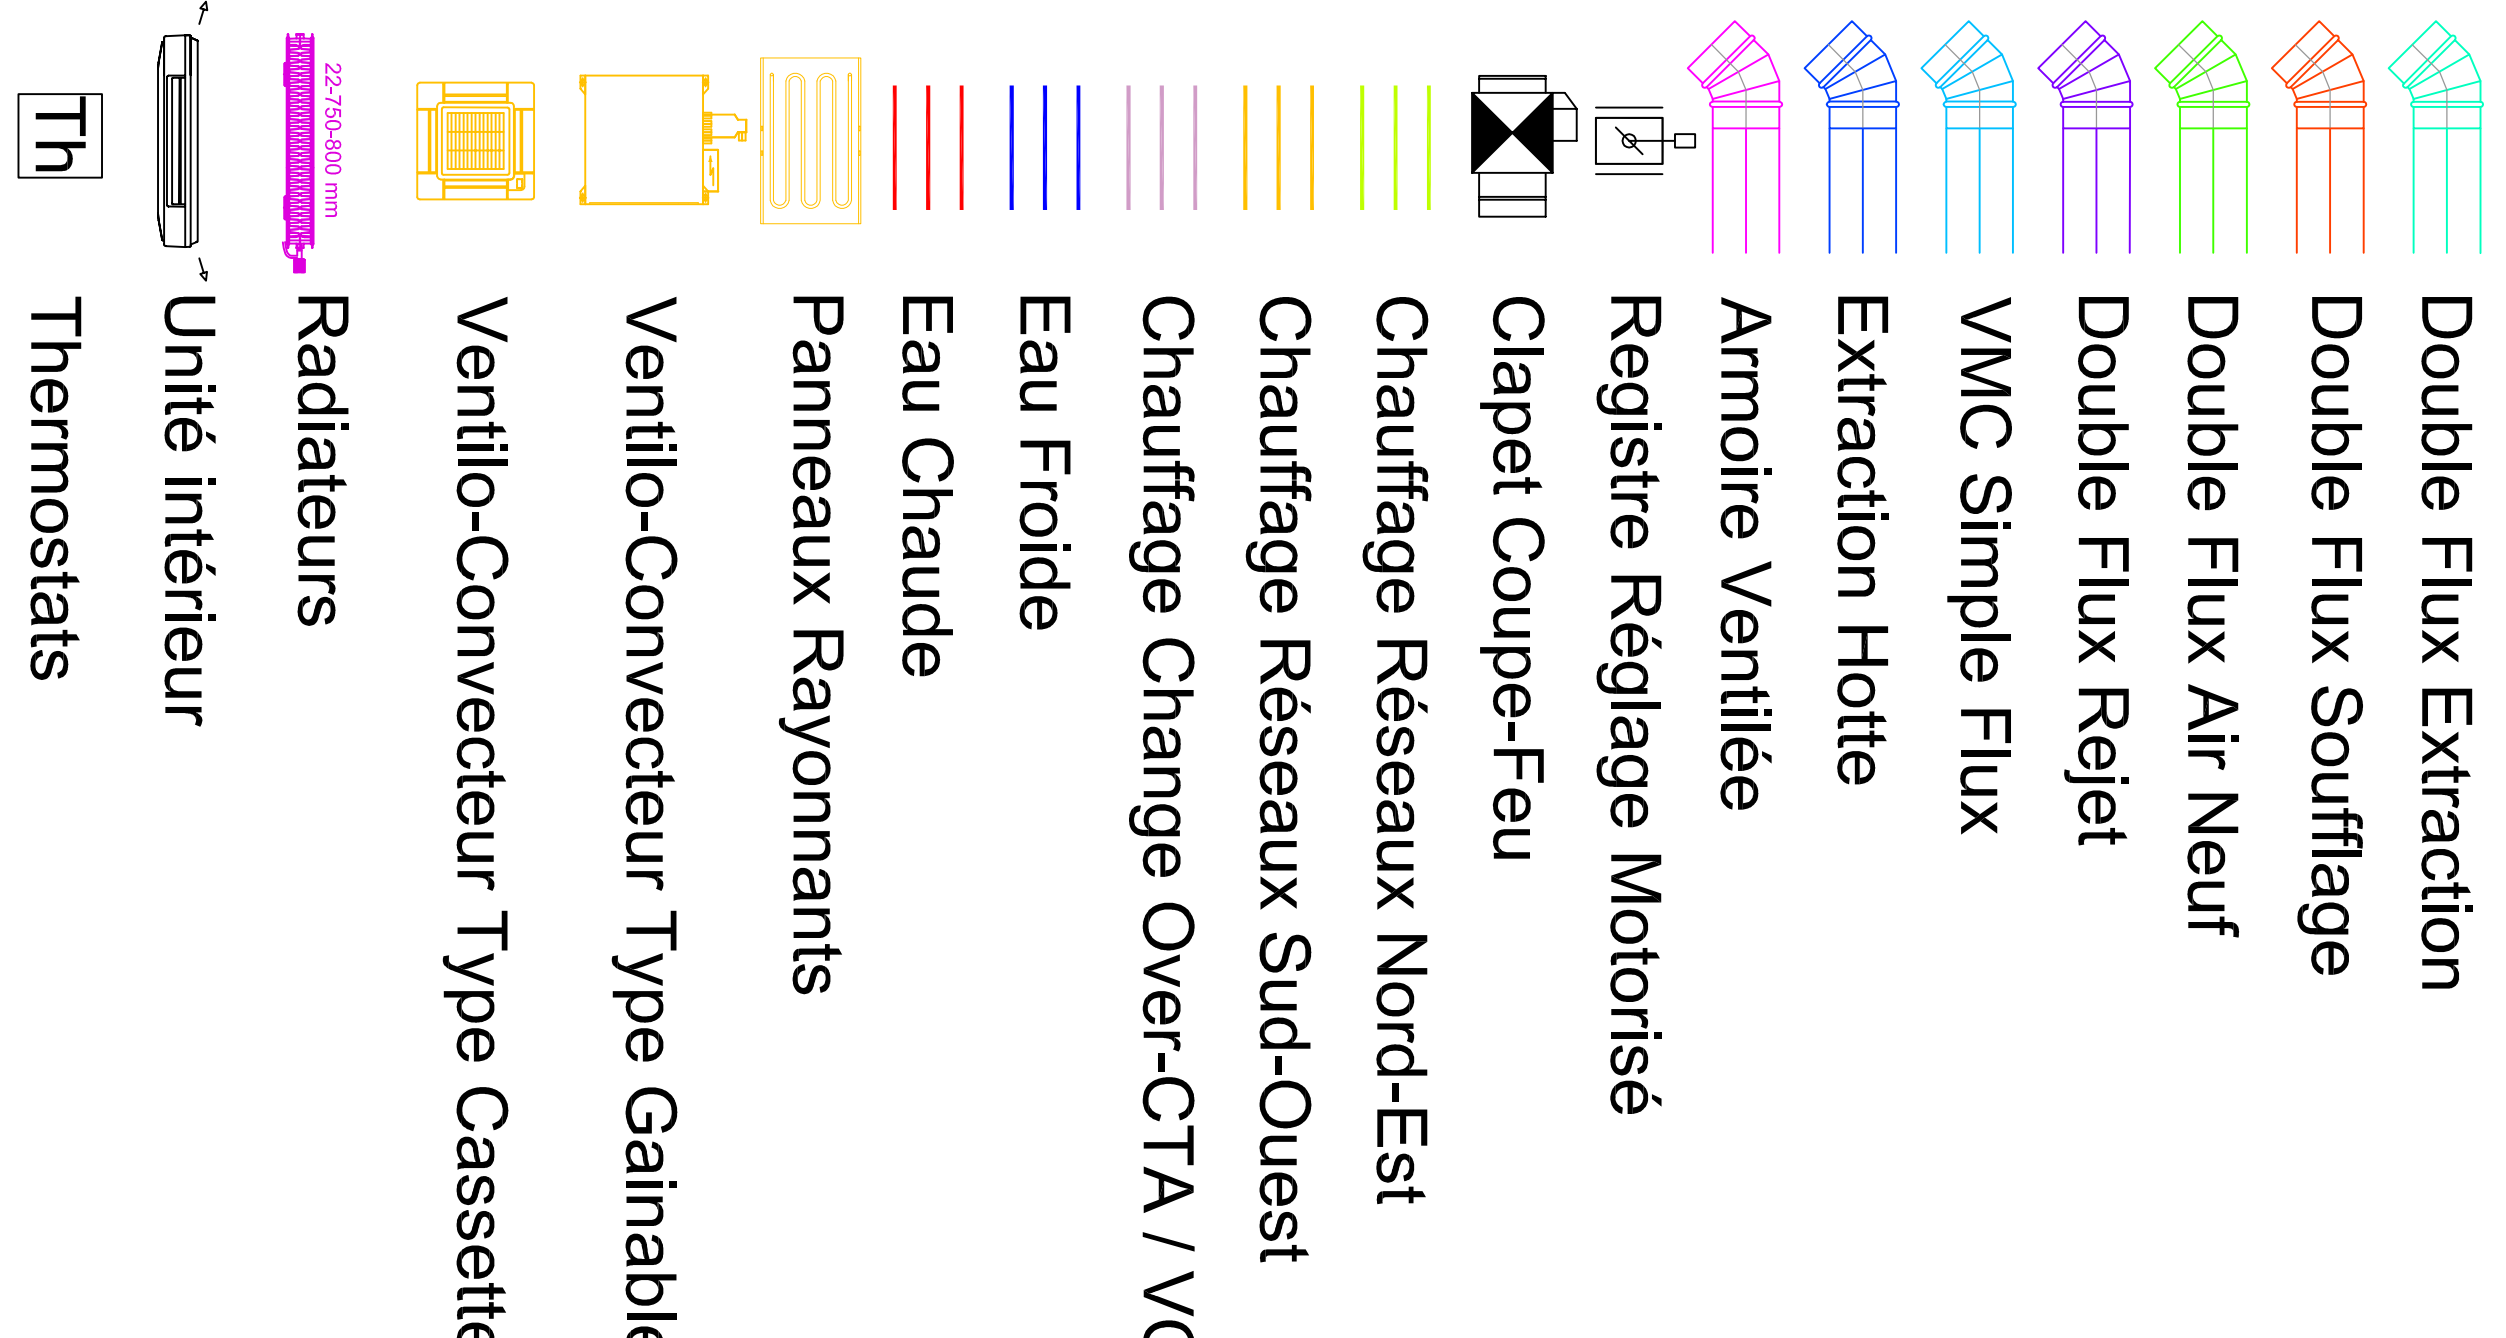 Double Flux Extraction
Double Flux Soufflage
Double Flux Air Neuf
Double Flux Rejet
VMC Simple Flux
Extraction Hotte
Armoire Ventilée
Registre Réglage Motorisé
Clapet Coupe-Feu
Chauffage Réseaux Nord-Est
Chauffage Réseaux Sud-Ouest
Chauffage Change Over-CTA / VC
Eau Froide
Eau Chaude
Panneaux Rayonnants
Ventilo-Convecteur Type Gainable
Ventilo-Convecteur Type Cassette
22-750-800 mm
Radiateurs
Unité intérieur
Th
Thermostats